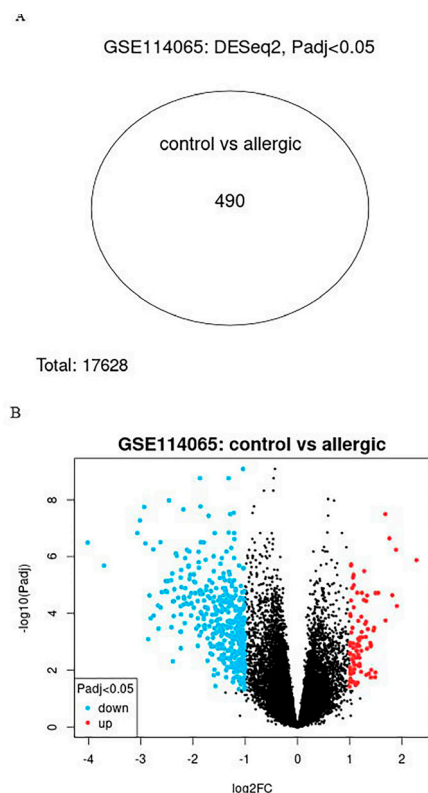 A
GSE114065: DESeq2, Padj<0.05
control vs allergic
490
Total: 17628
B
GSE114065: control vs allergic
-log10(Padj)
8
6
4
2
0
Padj<0.05
down
up
-4 -3 -2 -1 0 1 2
log2FC